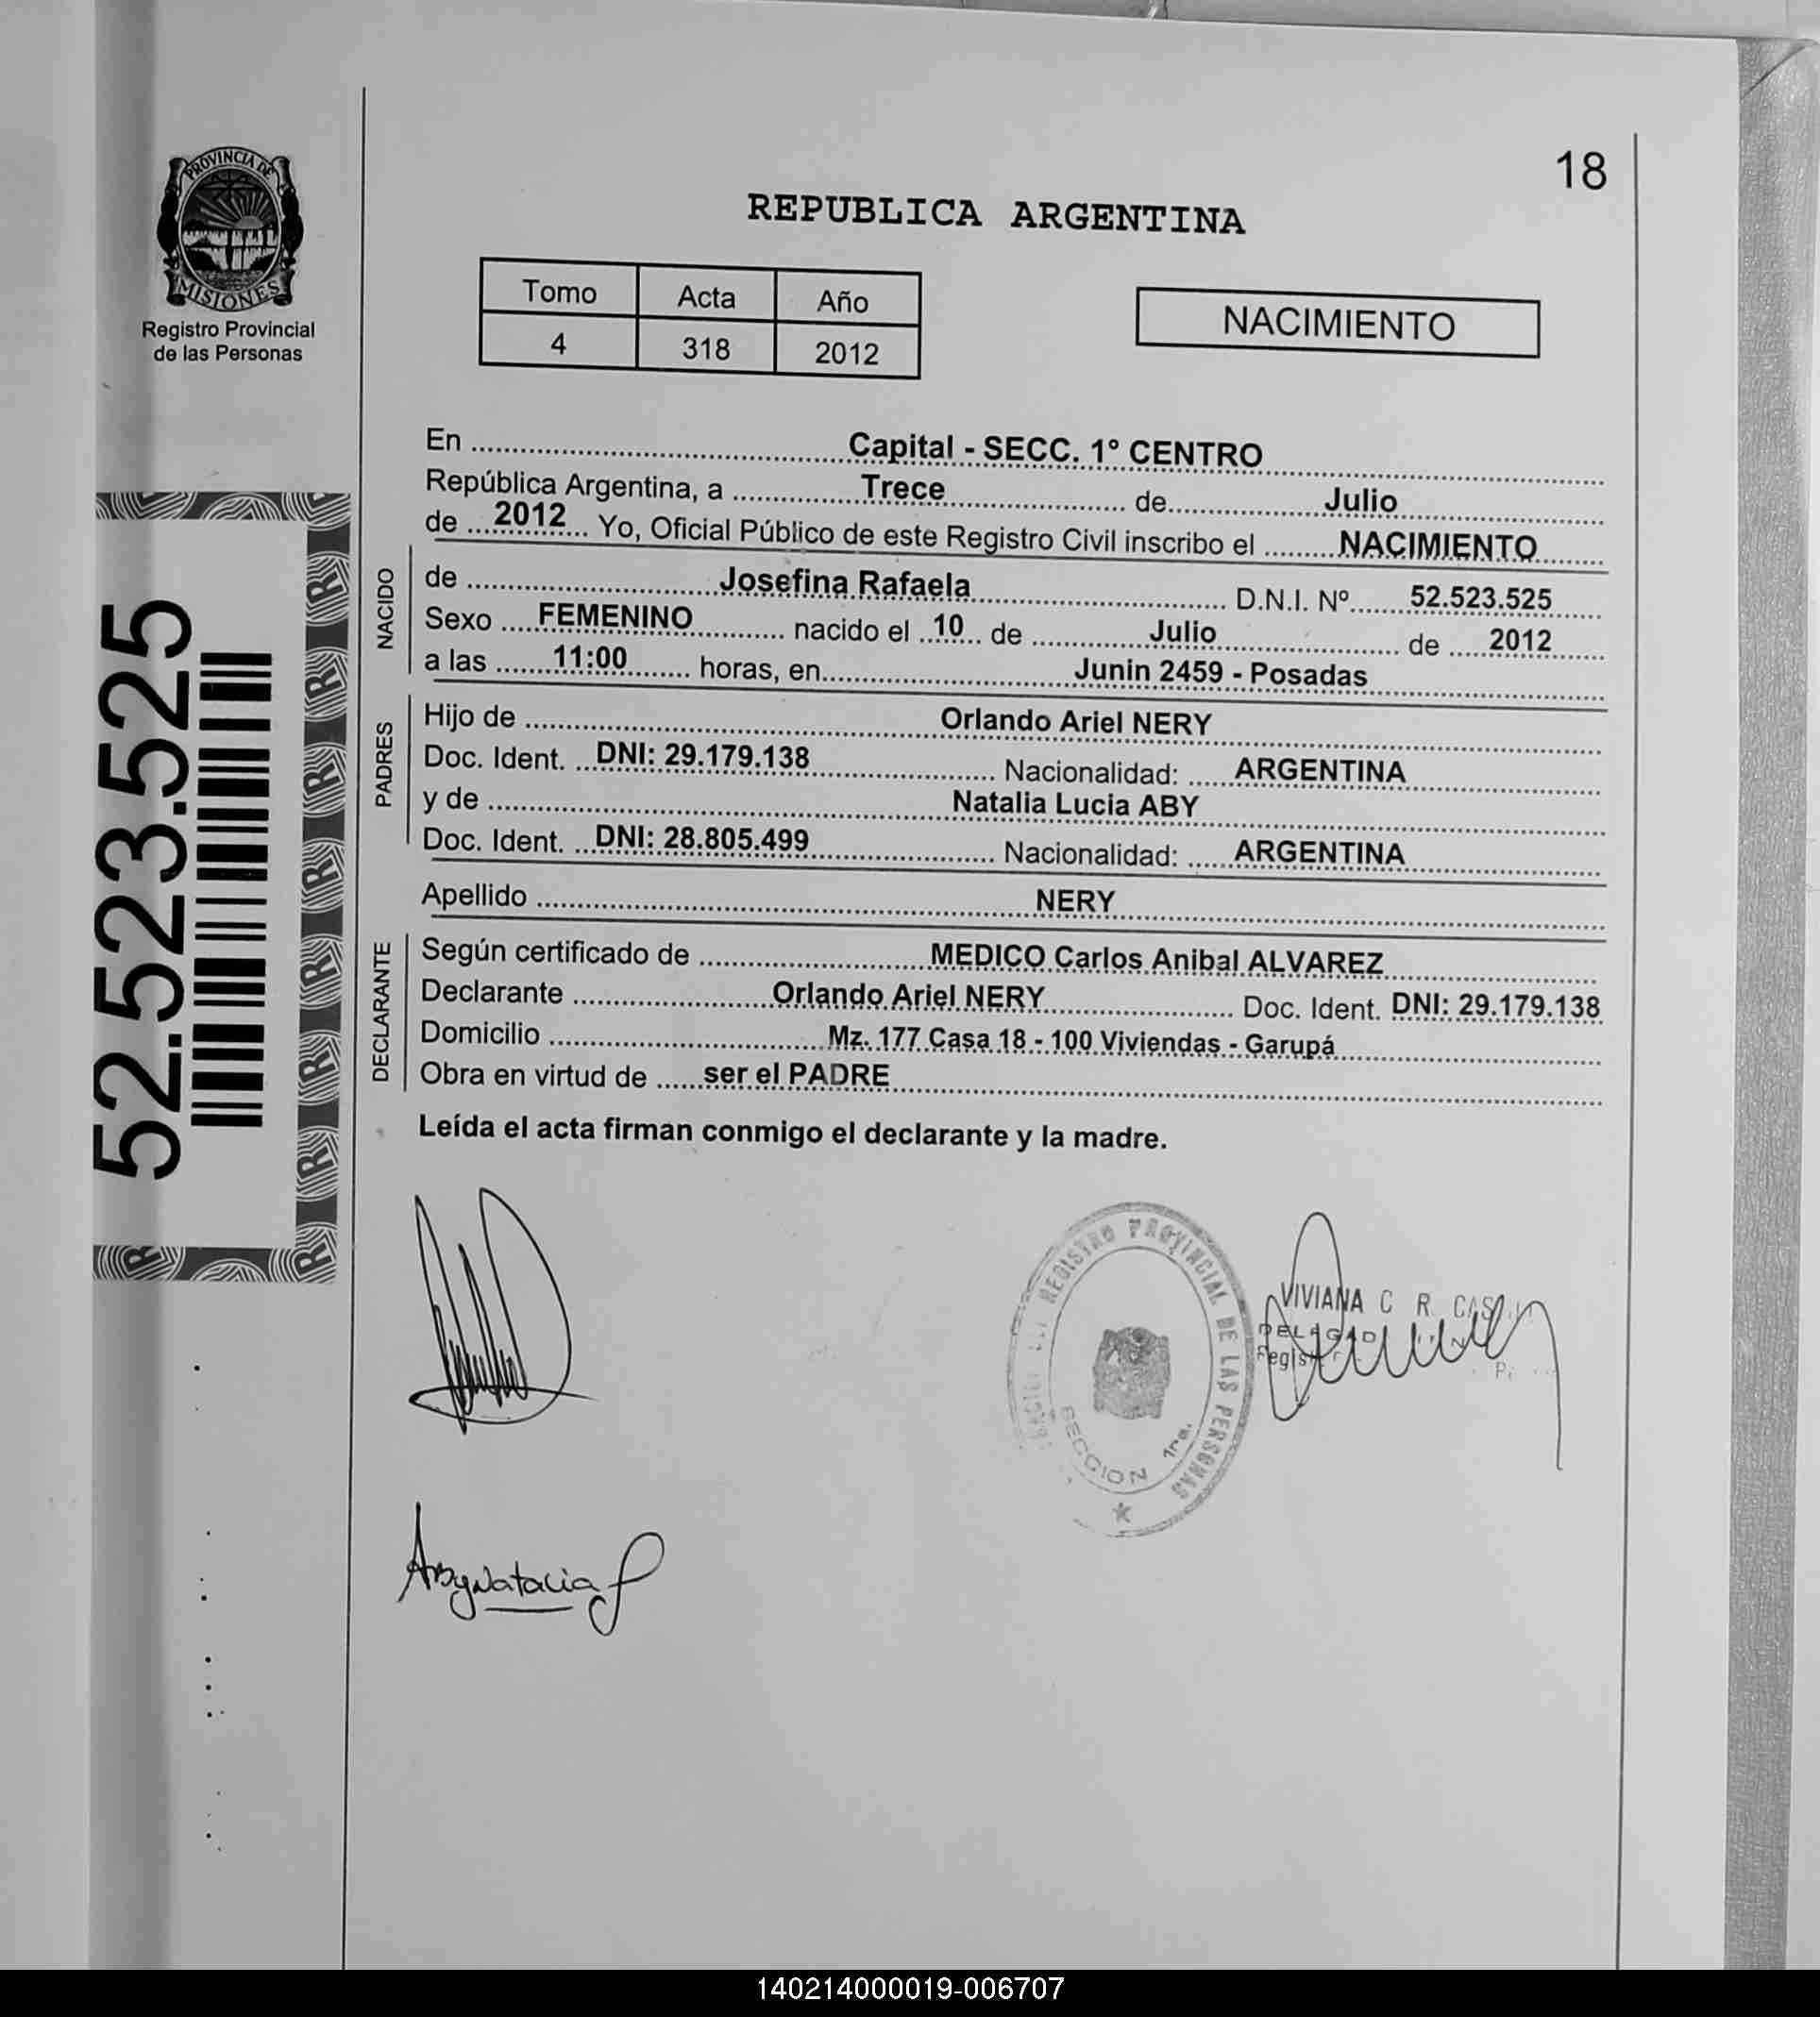 PROVINCIA DE
MISIONES
Registro Provincial
de las Personas
18
REPUBLICA ARGENTINA
Tomo Acta Año
4 318 2012
NACIMIENTO
52.523.525
En Capital - SECC. 1º CENTRO
República Argentina, a Trece de Julio
de 2012 Yo, Oficial Público de este Registro Civil inscribo el NACIMIENTO
NACIDO
de Josefina Rafaela D.N.I. Nº 52.523.525
Sexo FEMENINO nacido el 10 de Julio de 2012
a las 11:00 horas, en Junin 2459 - Posadas
PADRES
Hijo de Orlando Ariel NERY
Doc. Ident. DNI: 29.179.138 Nacionalidad: ARGENTINA
y de Natalia Lucia ABY
Doc. Ident. DNI: 28.805.499 Nacionalidad: ARGENTINA
Apellido NERY
DECLARANTE
Según certificado de MEDICO Carlos Anibal ALVAREZ
Declarante Orlando Ariel NERY Doc. Ident. DNI: 29.179.138
Domicilio Mz. 177 Casa 18 - 100 Viviendas - Garupá
Obra en virtud de ser el PADRE
Leída el acta firman conmigo el declarante y la madre.
REGISTRO PROVINCIAL DE LAS PERSONAS
SECCION 1ra.
VIVIANA C R.
Aby Natalia
140214000019-006707